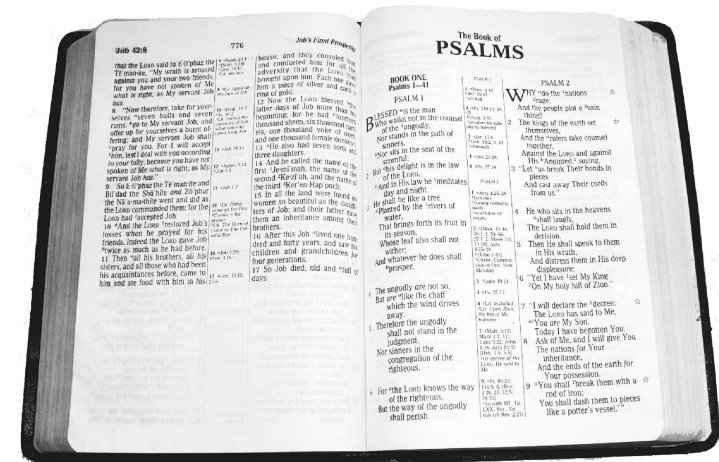 Job 42:8
776
Job's Final Prosperity
that the LORD said to El·i'phaz the
Tē'man·ite, "My wrath is aroused
against you and your two friends,
for you have not spoken of Me
what is right, as My servant Job
has.
8 "Now therefore, take for your-
selves seven bulls and seven
rams, go to My servant Job, and
offer up for yourselves a burnt of-
fering; and My servant Job shall
pray for you. For I will accept
him, lest I deal with you according
to your folly; because you have not
spoken of Me what is right, as My
servant Job has."
9 So El·i'phaz the Tē'man·ite and
Bil'dad the Shū'hite and Zō'phar
the Nā'a·ma·thite went and did as
the LORD commanded them; for the
LORD had accepted Job.
10 And the LORD restored Job's
losses when he prayed for his
friends. Indeed the LORD gave Job
twice as much as he had before.
11 Then all his brothers, all his
sisters, and all those who had been
his acquaintances before, came to
him and ate food with him in his
house; and they consoled him
and comforted him for all the
adversity that the LORD had
brought upon him. Each one gave
him a piece of silver and each a
ring of gold.
12 Now the LORD blessed the
latter days of Job more than his
beginning; for he had fourteen
thousand sheep, six thousand cam-
els, one thousand yoke of oxen,
and one thousand female donkeys.
13 He also had seven sons and
three daughters.
14 And he called the name of the
first Je·mi'mah, the name of the
second Ke·zi'ah, and the name of
the third Ker'en-Hap'puch.
15 In all the land were found no
women so beautiful as the daugh-
ters of Job; and their father gave
them an inheritance among their
brothers.
16 After this Job lived one hun-
dred and forty years, and saw his
children and grandchildren for
four generations.
17 So Job died, old and full of
days.
The Book of
PSALMS
BOOK ONE
Psalms 1—41
PSALM 1
BLESSED is the man
Who walks not in the counsel
of the ungodly,
Nor stands in the path of
sinners,
Nor sits in the seat of the
scornful;
2 But his delight is in the law
of the LORD,
And in His law he meditates
day and night.
3 He shall be like a tree
Planted by the rivers of
water,
That brings forth its fruit in
its season,
Whose leaf also shall not
wither;
And whatever he does shall
prosper.
4 The ungodly are not so,
But are like the chaff
which the wind drives
away.
5 Therefore the ungodly
shall not stand in the
judgment,
Nor sinners in the
congregation of the
righteous.
6 For the LORD knows the way
of the righteous,
But the way of the ungodly
shall perish.
PSALM 1
PSALM 2
PSALM 2
WHY do the nations
rage,
And the people plot a vain
thing?
2 The kings of the earth set
themselves,
And the rulers take counsel
together,
Against the LORD and against
His Anointed, saying,
3 "Let us break Their bonds in
pieces
And cast away Their cords
from us."
4 He who sits in the heavens
shall laugh,
The LORD shall hold them in
derision.
5 Then He shall speak to them
in His wrath,
And distress them in His deep
displeasure:
6 "Yet I have set My King
On My holy hill of Zion."
7 "I will declare the decree:
The LORD has said to Me,
'You are My Son,
Today I have begotten You.
8 Ask of Me, and I will give You
The nations for Your
inheritance,
And the ends of the earth for
Your possession.
9 You shall break them with a
rod of iron;
You shall dash them to pieces
like a potter's vessel.'"